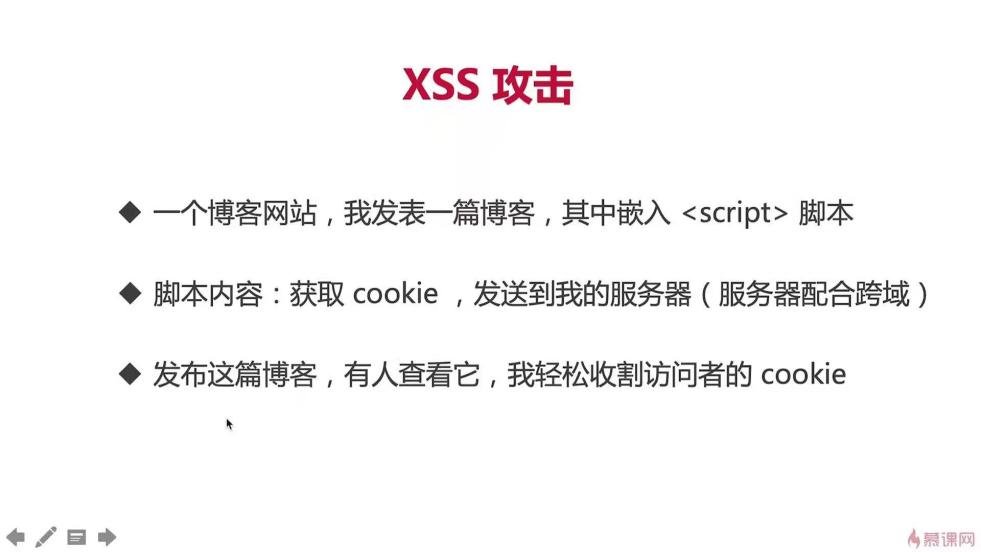 XSS 攻击
◆ 一个博客网站，我发表一篇博客，其中嵌入 <script> 脚本
◆ 脚本内容：获取 cookie ，发送到我的服务器（服务器配合跨域）
◆ 发布这篇博客，有人查看它，我轻松收割访问者的 cookie
慕课网